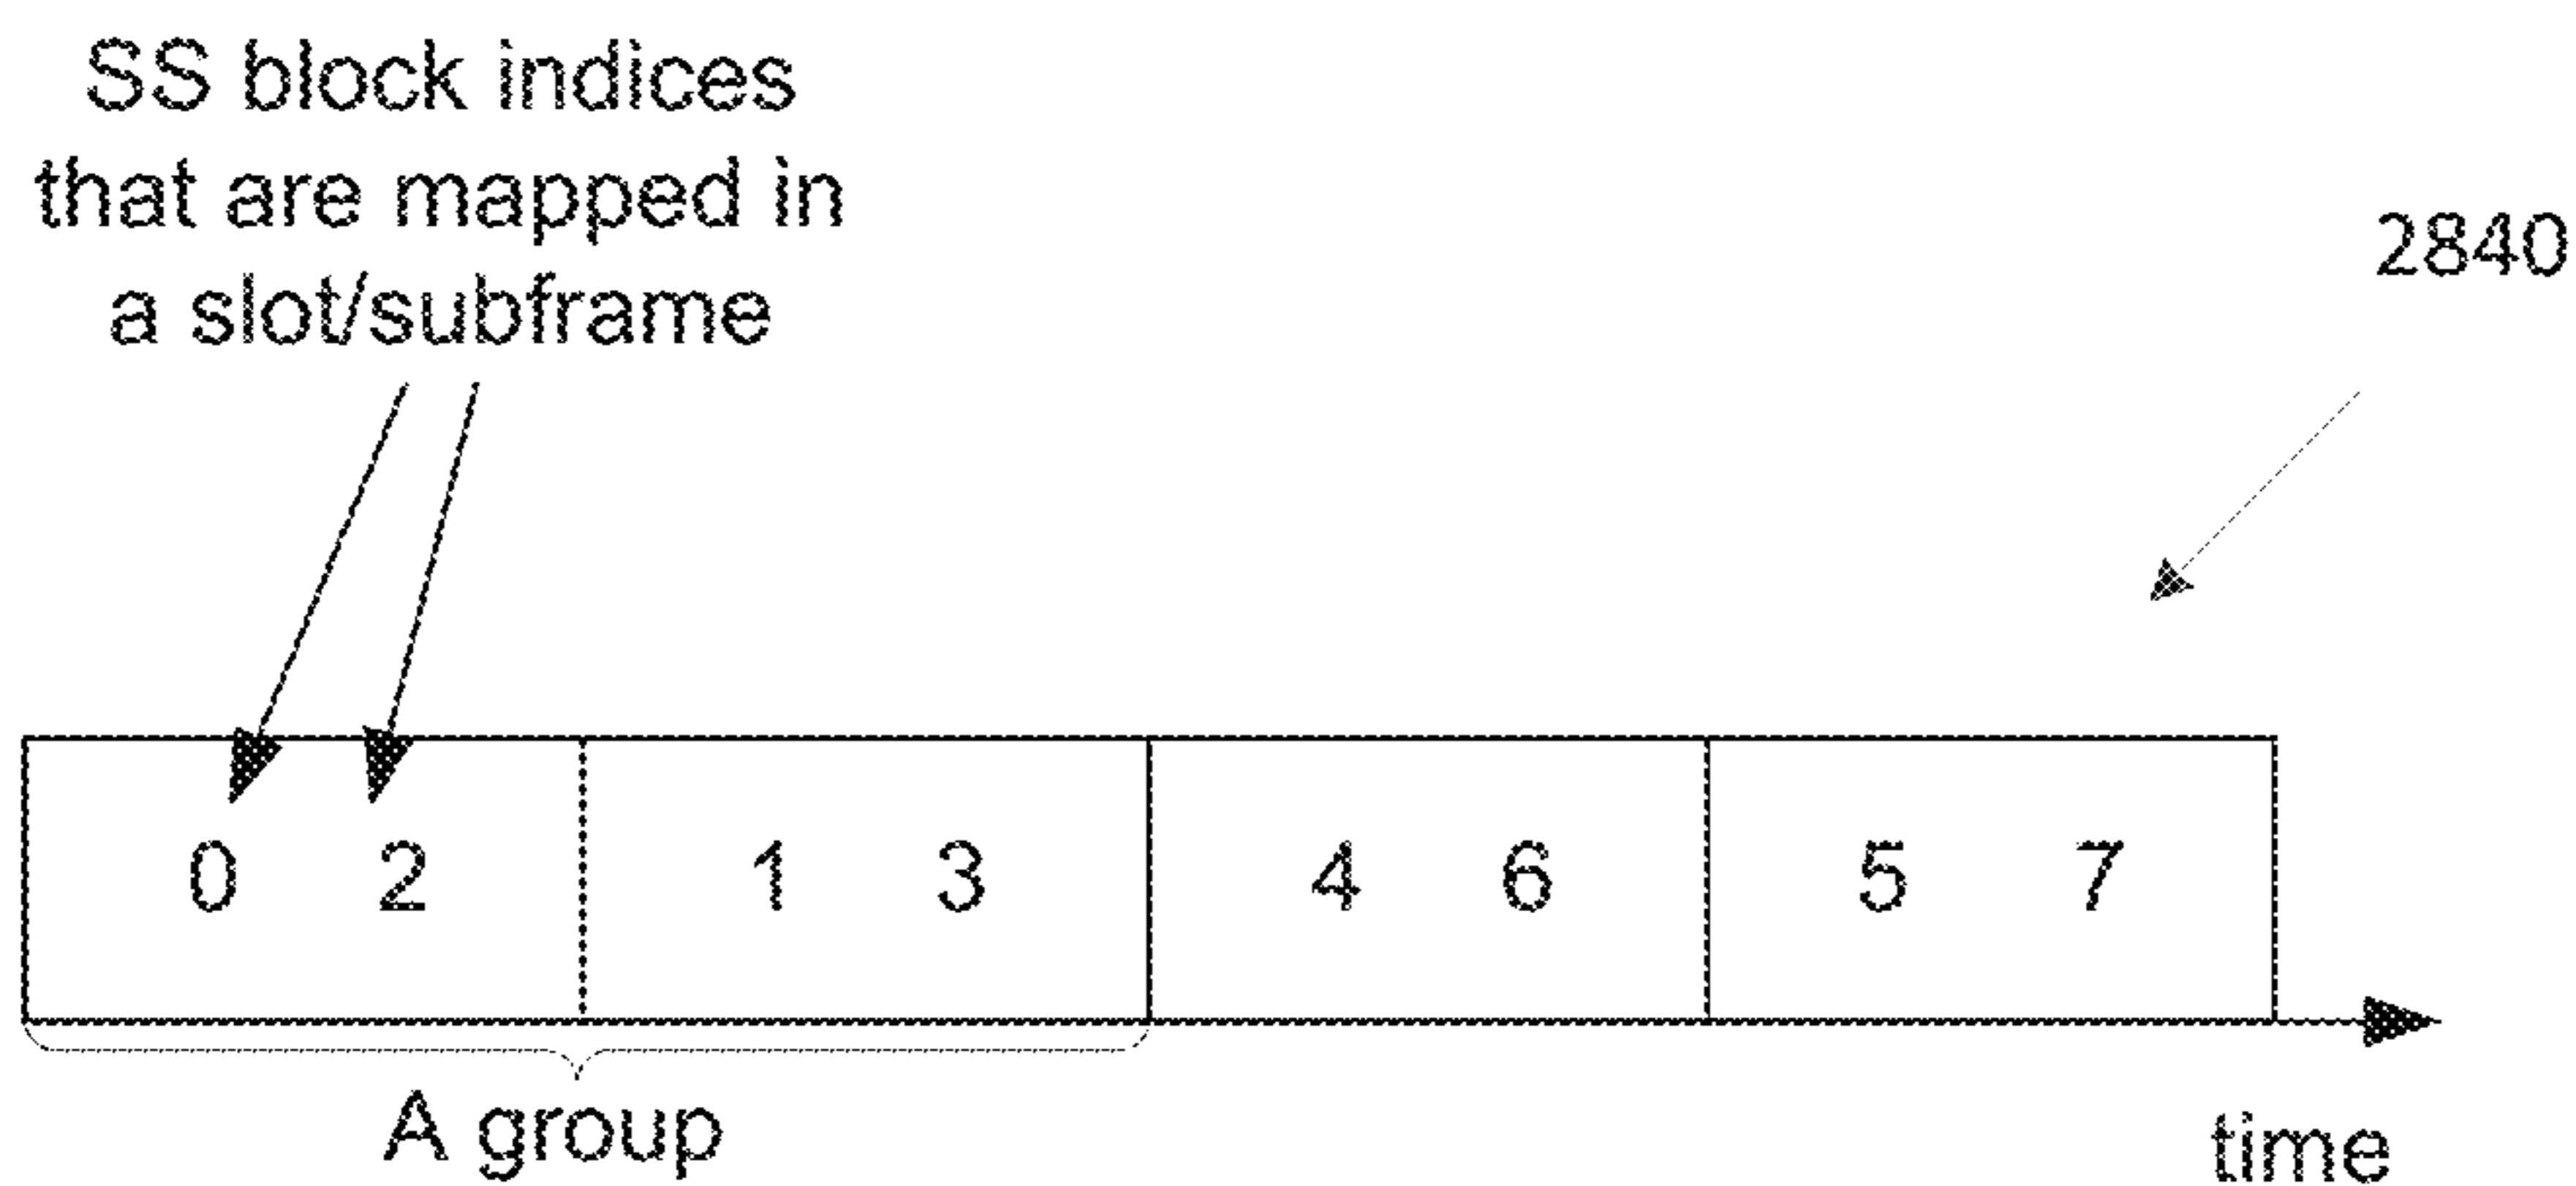 SS block indices
that are mapped in
a slot/subframe
2840
0 2 1 3 4 6 5 7
A group
time